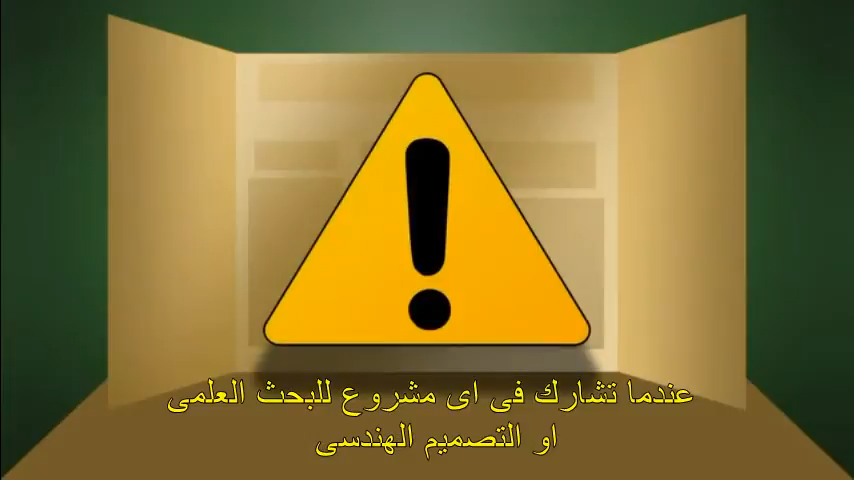 عندما تشارك فى اى مشروع للبحث العلمى
او التصميم الهندسى